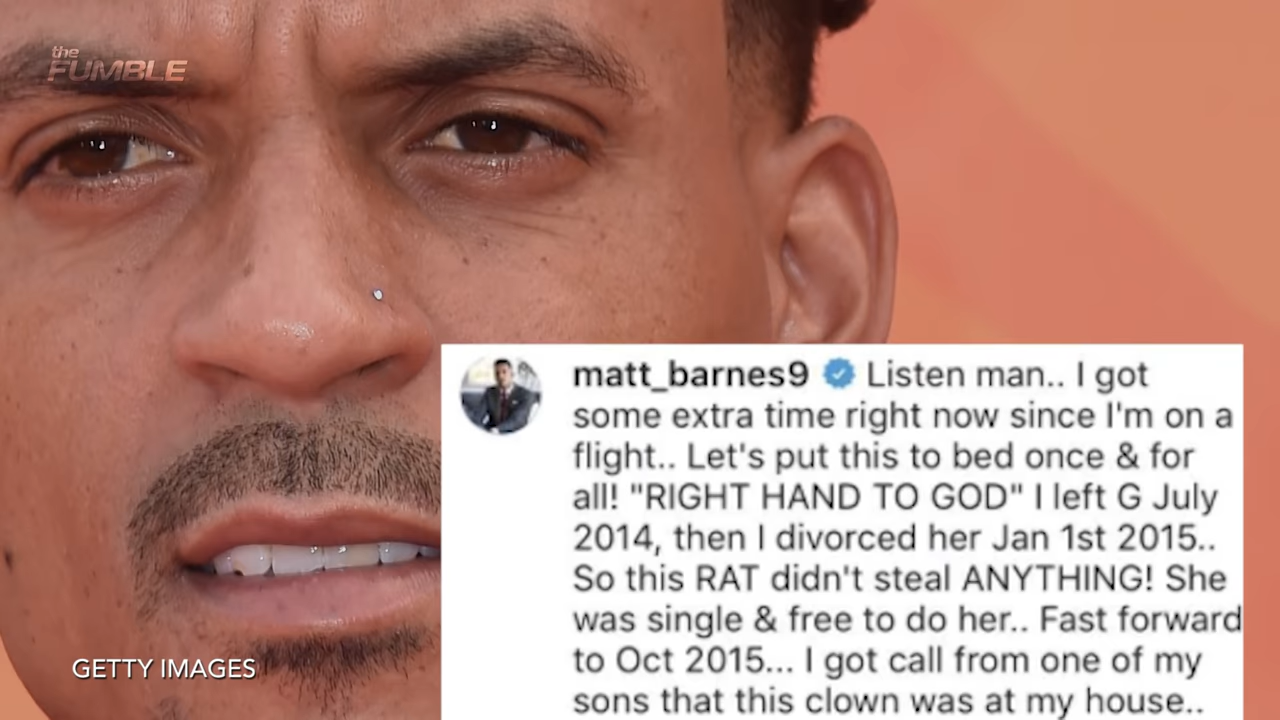 the
FUMBLE
matt_barnes9 Listen man.. I got
some extra time right now since I'm on a
flight.. Let's put this to bed once & for
all! "RIGHT HAND TO GOD" I left G July
2014, then I divorced her Jan 1st 2015..
So this RAT didn't steal ANYTHING! She
was single & free to do her.. Fast forward
to Oct 2015... I got call from one of my
sons that this clown was at my house..
GETTY IMAGES